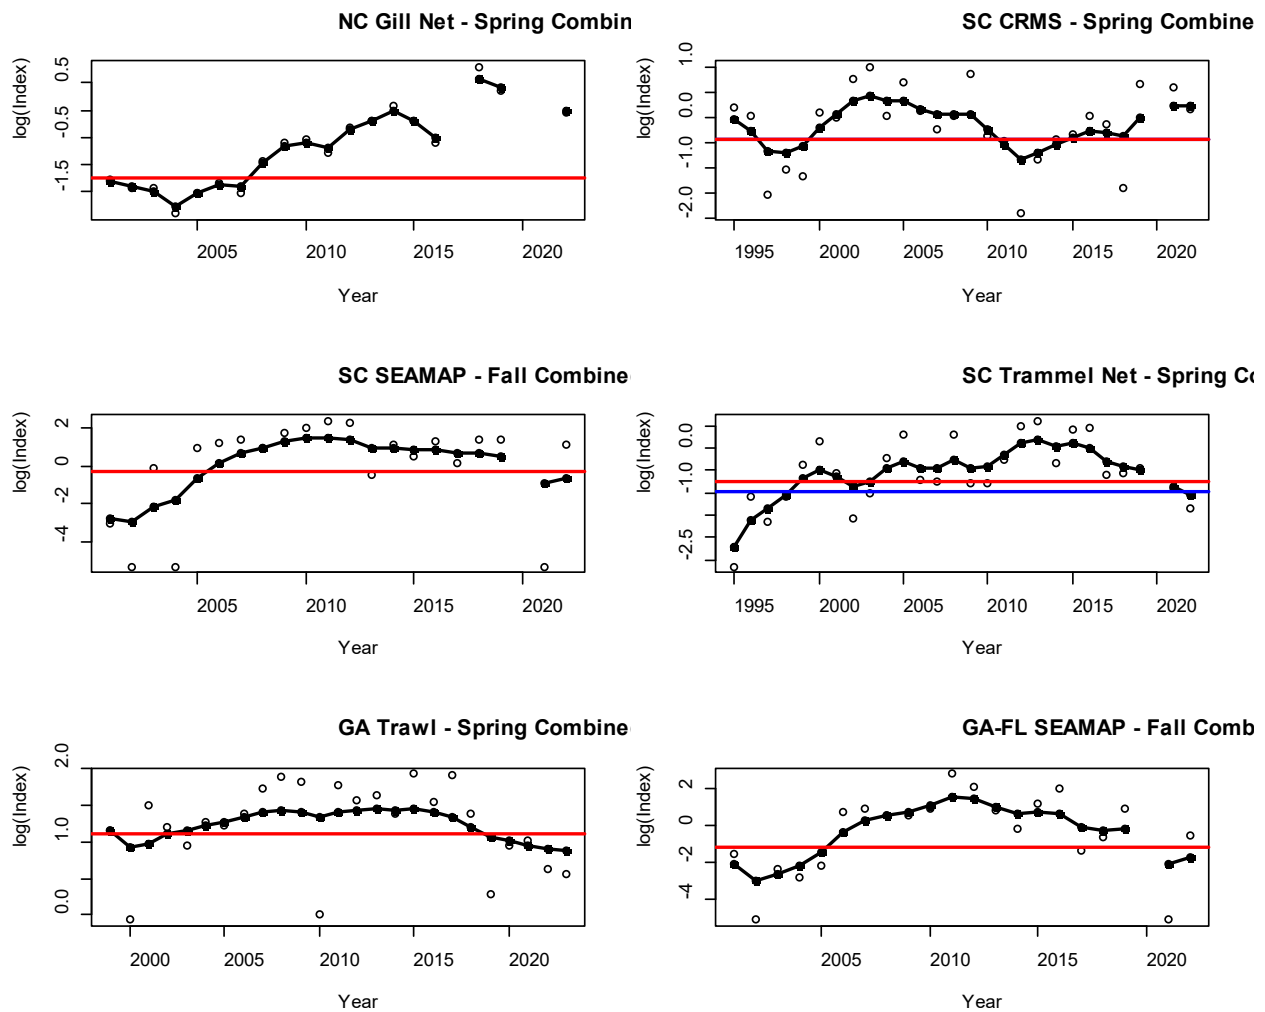 NC Gill Net - Spring Combin
log(Index)
0.5
-0.5
-1.5
2005 2010 2015 2020
Year
SC CRMS - Spring Combine
log(Index)
1.0
0.0
-1.0
-2.0
1995 2000 2005 2010 2015 2020
Year
SC SEAMAP - Fall Combine
log(Index)
2
0
-2
-4
2005 2010 2015 2020
Year
SC Trammel Net - Spring Co
log(Index)
0.0
-1.0
-2.5
1995 2000 2005 2010 2015 2020
Year
GA Trawl - Spring Combine
log(Index)
2.0
1.0
0.0
2000 2005 2010 2015 2020
Year
GA-FL SEAMAP - Fall Comb
log(Index)
2
0
-2
-4
2005 2010 2015 2020
Year